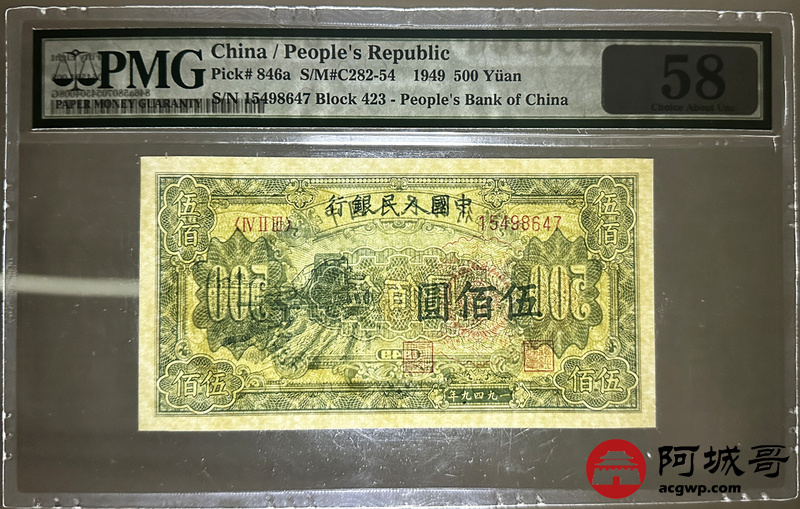 PMG
PAPER MONEY GUARANTY
China / People's Republic
Pick# 846a S/M#C282-54 1949 500 Yüan
S/N 15498647 Block 423 - People's Bank of China
58
Choice About Unc
行銀民人國中
〈IV II III〉
15498647
伍佰
伍佰
500
500
圓佰伍
伍佰
伍佰
年九四九一
阿城哥
acgwp.com